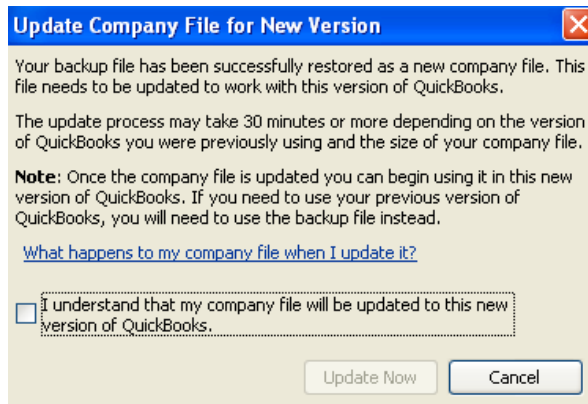 Update Company File for New Version
Your backup file has been successfully restored as a new company file. This
file needs to be updated to work with this version of QuickBooks.
The update process may take 30 minutes or more depending on the version
of QuickBooks you were previously using and the size of your company file.
Note: Once the company file is updated you can begin using it in this new
version of QuickBooks. If you need to use your previous version of
QuickBooks, you will need to use the backup file instead.
What happens to my company file when I update it?
I understand that my company file will be updated to this new
version of QuickBooks.
Update Now Cancel